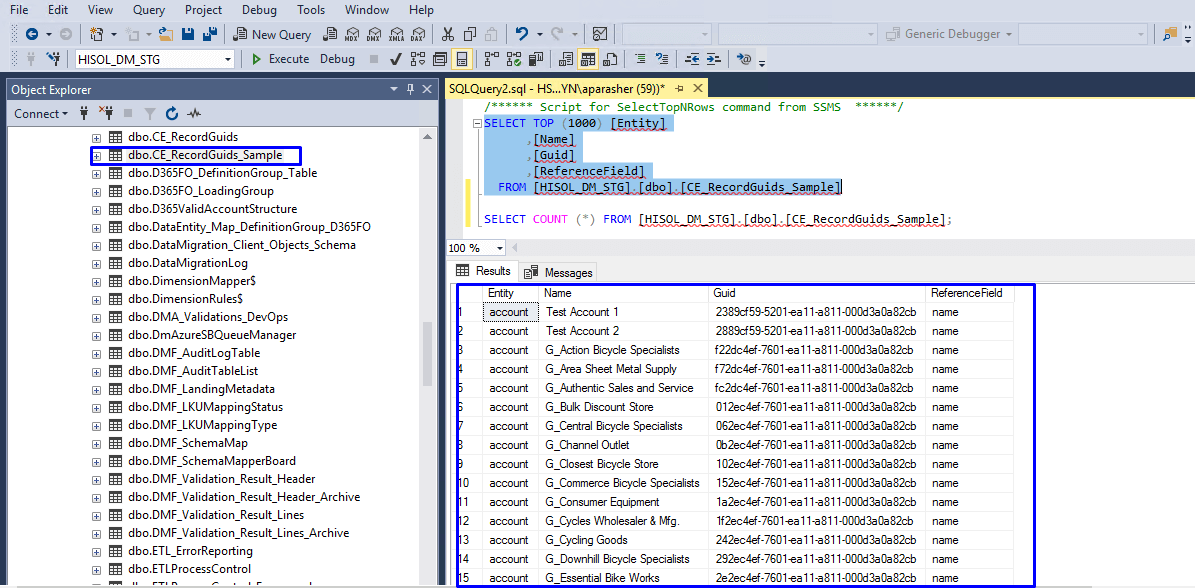 File Edit View Query Project Debug Tools Window Help
New Query MDX DMX XMLA DAX Generic Debugger
HISOL_DM_STG Execute Debug
Object Explorer
Connect
dbo.CE_RecordGuids
dbo.CE_RecordGuids_Sample
dbo.D365FO_DefinitionGroup_Table
dbo.D365FO_LoadingGroup
dbo.D365ValidAccountStructure
dbo.DataEntity_Map_DefinitionGroup_D365FO
dbo.DataMigration_Client_Objects_Schema
dbo.DataMigrationLog
dbo.DimensionMapper$
dbo.DimensionRules$
dbo.DMA_Validations_DevOps
dbo.DmAzureSBQueueManager
dbo.DMF_AuditLogTable
dbo.DMF_AuditTableList
dbo.DMF_LandingMetadata
dbo.DMF_LKUMappingStatus
dbo.DMF_LKUMappingType
dbo.DMF_SchemaMap
dbo.DMF_SchemaMapperBoard
dbo.DMF_Validation_Result_Header
dbo.DMF_Validation_Result_Header_Archive
dbo.DMF_Validation_Result_Lines
dbo.DMF_Validation_Result_Lines_Archive
dbo.ETL_ErrorReporting
dbo.ETLProcessControl
SQLQuery2.sql - HS...YN\aparasher (59))*
/****** Script for SelectTopNRows command from SSMS ******/
SELECT TOP (1000) [Entity]
,[Name]
,[Guid]
,[ReferenceField]
FROM [HISOL_DM_STG].[dbo].[CE_RecordGuids_Sample]
SELECT COUNT (*) FROM [HISOL_DM_STG].[dbo].[CE_RecordGuids_Sample];
100 %
Results Messages
Entity Name Guid ReferenceField
1 account Test Account 1 2389cf59-5201-ea11-a811-000d3a0a82cb name
2 account Test Account 2 2889cf59-5201-ea11-a811-000d3a0a82cb name
3 account G_Action Bicycle Specialists f22dc4ef-7601-ea11-a811-000d3a0a82cb name
4 account G_Area Sheet Metal Supply f72dc4ef-7601-ea11-a811-000d3a0a82cb name
5 account G_Authentic Sales and Service fc2dc4ef-7601-ea11-a811-000d3a0a82cb name
6 account G_Bulk Discount Store 012ec4ef-7601-ea11-a811-000d3a0a82cb name
7 account G_Central Bicycle Specialists 062ec4ef-7601-ea11-a811-000d3a0a82cb name
8 account G_Channel Outlet 0b2ec4ef-7601-ea11-a811-000d3a0a82cb name
9 account G_Closest Bicycle Store 102ec4ef-7601-ea11-a811-000d3a0a82cb name
10 account G_Commerce Bicycle Specialists 152ec4ef-7601-ea11-a811-000d3a0a82cb name
11 account G_Consumer Equipment 1a2ec4ef-7601-ea11-a811-000d3a0a82cb name
12 account G_Cycles Wholesaler & Mfg. 1f2ec4ef-7601-ea11-a811-000d3a0a82cb name
13 account G_Cycling Goods 242ec4ef-7601-ea11-a811-000d3a0a82cb name
14 account G_Downhill Bicycle Specialists 292ec4ef-7601-ea11-a811-000d3a0a82cb name
15 account G_Essential Bike Works 2e2ec4ef-7601-ea11-a811-000d3a0a82cb name